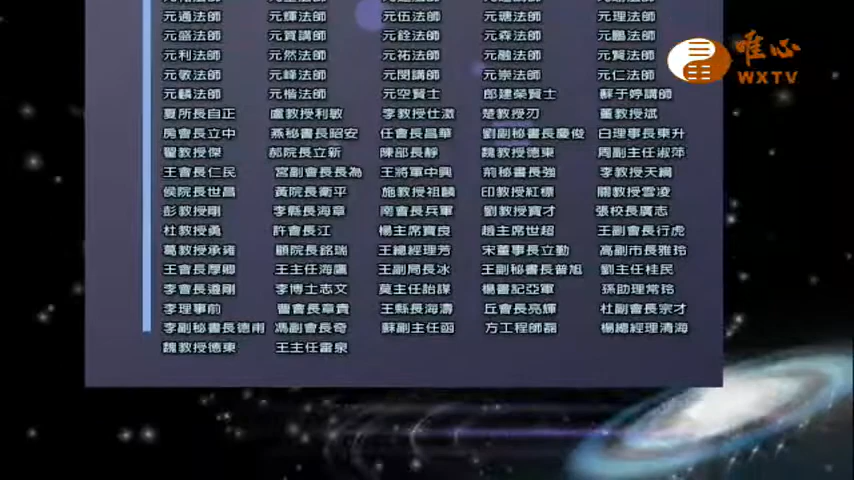 元通法師 元輝法師 元伍法師 元瑭法師 元理法師
元盛法師 元賀講師 元銓法師 元森法師 元鵬法師
元利法師 元然法師 元祐法師 元融法師 元賢法師
元敏法師 元峰法師 元閔講師 元崇法師 元仁法師
元麟法師 元楷法師 元空賢士 郎建榮賢士 蘇于婷講師
夏所長自正 盧教授利敏 李教授仕澂 楚教授刃 董教授斌
房會長立中 燕秘書長昭安 任會長昌華 劉副秘書長慶俊 白理事長東升
翟教授傑 郝院長立新 陳部長靜 魏教授德東 周副主任淑萍
王會長仁民 宮副會長長為 王將軍中興 荊秘書長強 李教授天綱
侯院長世昌 黃院長衛平 施教授祖麟 印教授紅標 關教授雪凌
彭教授剛 李縣長海章 南會長兵軍 劉教授寶才 張校長廣志
杜教授勇 許會長江 楊主席寶良 趙主席世超 王副會長行虎
葛教授承雍 顧院長銘瑞 王總經理芳 宋董事長立勤 高副市長雅玲
王會長厚卿 王主任海鷹 王副局長冰 王副秘書長普旭 劉主任桂民
李會長遵剛 李博士志文 莫主任詒謀 楊書記亞軍 孫助理常玲
李理事前 曹會長章貴 王縣長海濤 丘會長亮輝 杜副會長宗才
李副秘書長德甫 馮副會長奇 蘇副主任函 方工程師磊 楊總經理清海
魏教授德東 王主任雷泉
唯心
WXTV